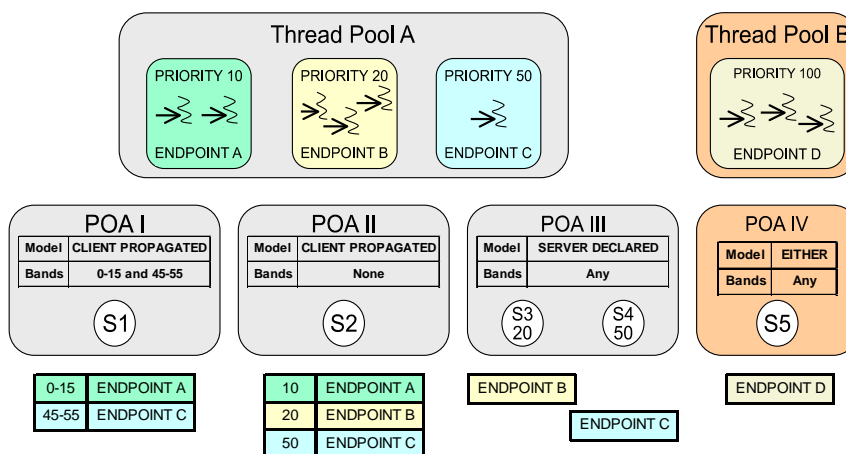 Thread Pool A
Thread Pool B
PRIORITY 10
PRIORITY 20
PRIORITY 50
PRIORITY 100
ENDPOINT A
ENDPOINT B
ENDPOINT C
ENDPOINT D
POA I
Model CLIENT PROPAGATED
Bands 0-15 and 45-55
S1
POA II
Model CLIENT PROPAGATED
Bands None
S2
POA III
Model SERVER DECLARED
Bands Any
S3
20
S4
50
POA IV
Model EITHER
Bands Any
S5
0-15 ENDPOINT A
45-55 ENDPOINT C
10 ENDPOINT A
20 ENDPOINT B
50 ENDPOINT C
ENDPOINT B
ENDPOINT C
ENDPOINT D